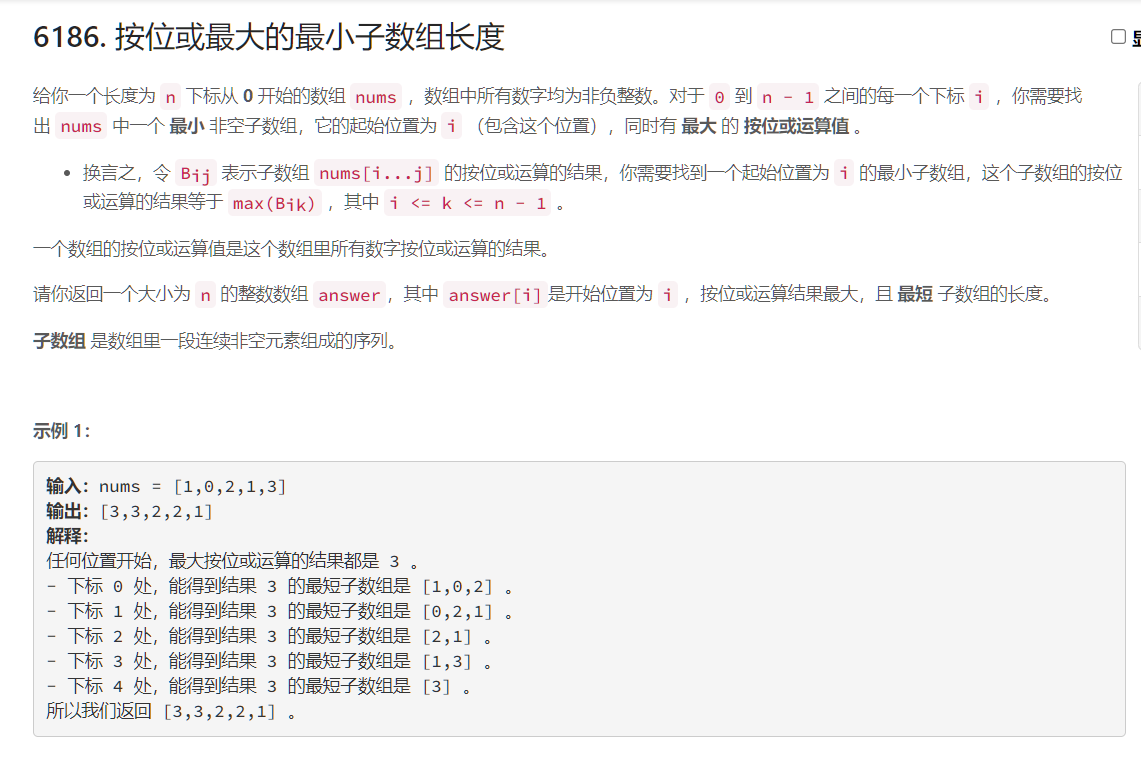 6186. 按位或最大的最小子数组长度
给你一个长度为 n 下标从 0 开始的数组 nums ，数组中所有数字均为非负整数。对于 0 到 n - 1 之间的每一个下标 i ，你需要找
出 nums 中一个 最小 非空子数组，它的起始位置为 i （包含这个位置），同时有 最大 的 按位或运算值 。
• 换言之，令 Bij 表示子数组 nums[i...j] 的按位或运算的结果，你需要找到一个起始位置为 i 的最小子数组，这个子数组的按位
或运算的结果等于 max(Bik) ，其中 i <= k <= n - 1 。
一个数组的按位或运算值是这个数组里所有数字按位或运算的结果。
请你返回一个大小为 n 的整数数组 answer，其中 answer[i]是开始位置为 i ，按位或运算结果最大，且 最短 子数组的长度。
子数组 是数组里一段连续非空元素组成的序列。
示例 1：
输入：nums = [1,0,2,1,3]
输出：[3,3,2,2,1]
解释：
任何位置开始，最大按位或运算的结果都是 3 。
- 下标 0 处，能得到结果 3 的最短子数组是 [1,0,2] 。
- 下标 1 处，能得到结果 3 的最短子数组是 [0,2,1] 。
- 下标 2 处，能得到结果 3 的最短子数组是 [2,1] 。
- 下标 3 处，能得到结果 3 的最短子数组是 [1,3] 。
- 下标 4 处，能得到结果 3 的最短子数组是 [3] 。
所以我们返回 [3,3,2,2,1] 。